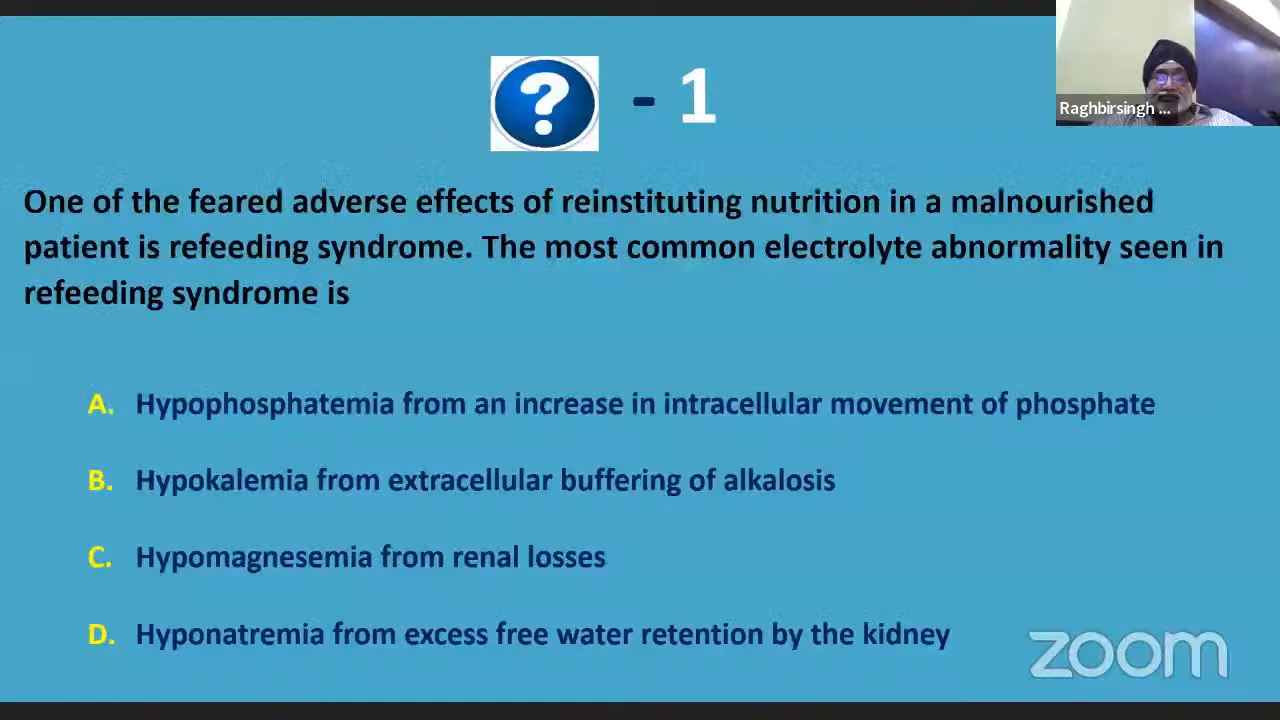 Raghbirsingh ...
? - 1
One of the feared adverse effects of reinstituting nutrition in a malnourished
patient is refeeding syndrome. The most common electrolyte abnormality seen in
refeeding syndrome is
A. Hypophosphatemia from an increase in intracellular movement of phosphate
B. Hypokalemia from extracellular buffering of alkalosis
C. Hypomagnesemia from renal losses
D. Hyponatremia from excess free water retention by the kidney
zoom